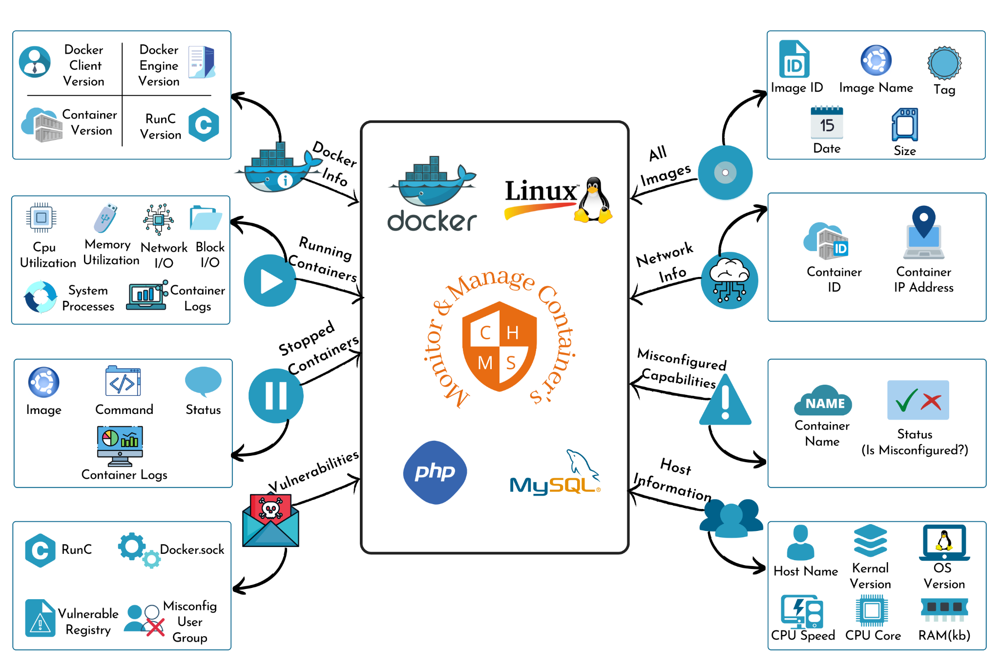 Docker
Client
Version
Docker
Engine
Version
Container
Version
RunC
Version
C
Docker
Info
i
Cpu
Utilization
Memory
Utilization
Network
I/O
Block
I/O
System
Processes
Container
Logs
Running
Containers
Image
Command
Status
Container Logs
Stopped
Containers
C
RunC
Docker.sock
Vulnerable
Registry
Misconfig
User
Group
Vulnerabilities
docker
Linux™
Monitor & Manage Container's
C H
M S
php
MySQL®
All
Images
ID
Image ID
Image Name
Tag
15
Date
Size
Network
Info
ID
Container
ID
Container
IP Address
Misconfigured
Capabilities
NAME
Container
Name
Status
(Is Misconfigured?)
Host
Information
Host Name
Kernal
Version
OS
Version
CPU Speed
CPU Core
RAM(kb)